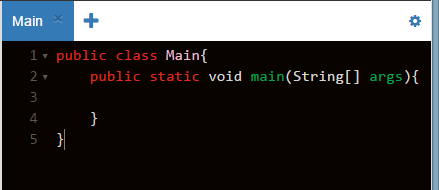 Main × +
1 public class Main{
2 public static void main(String[] args){
3
4 }
5 }